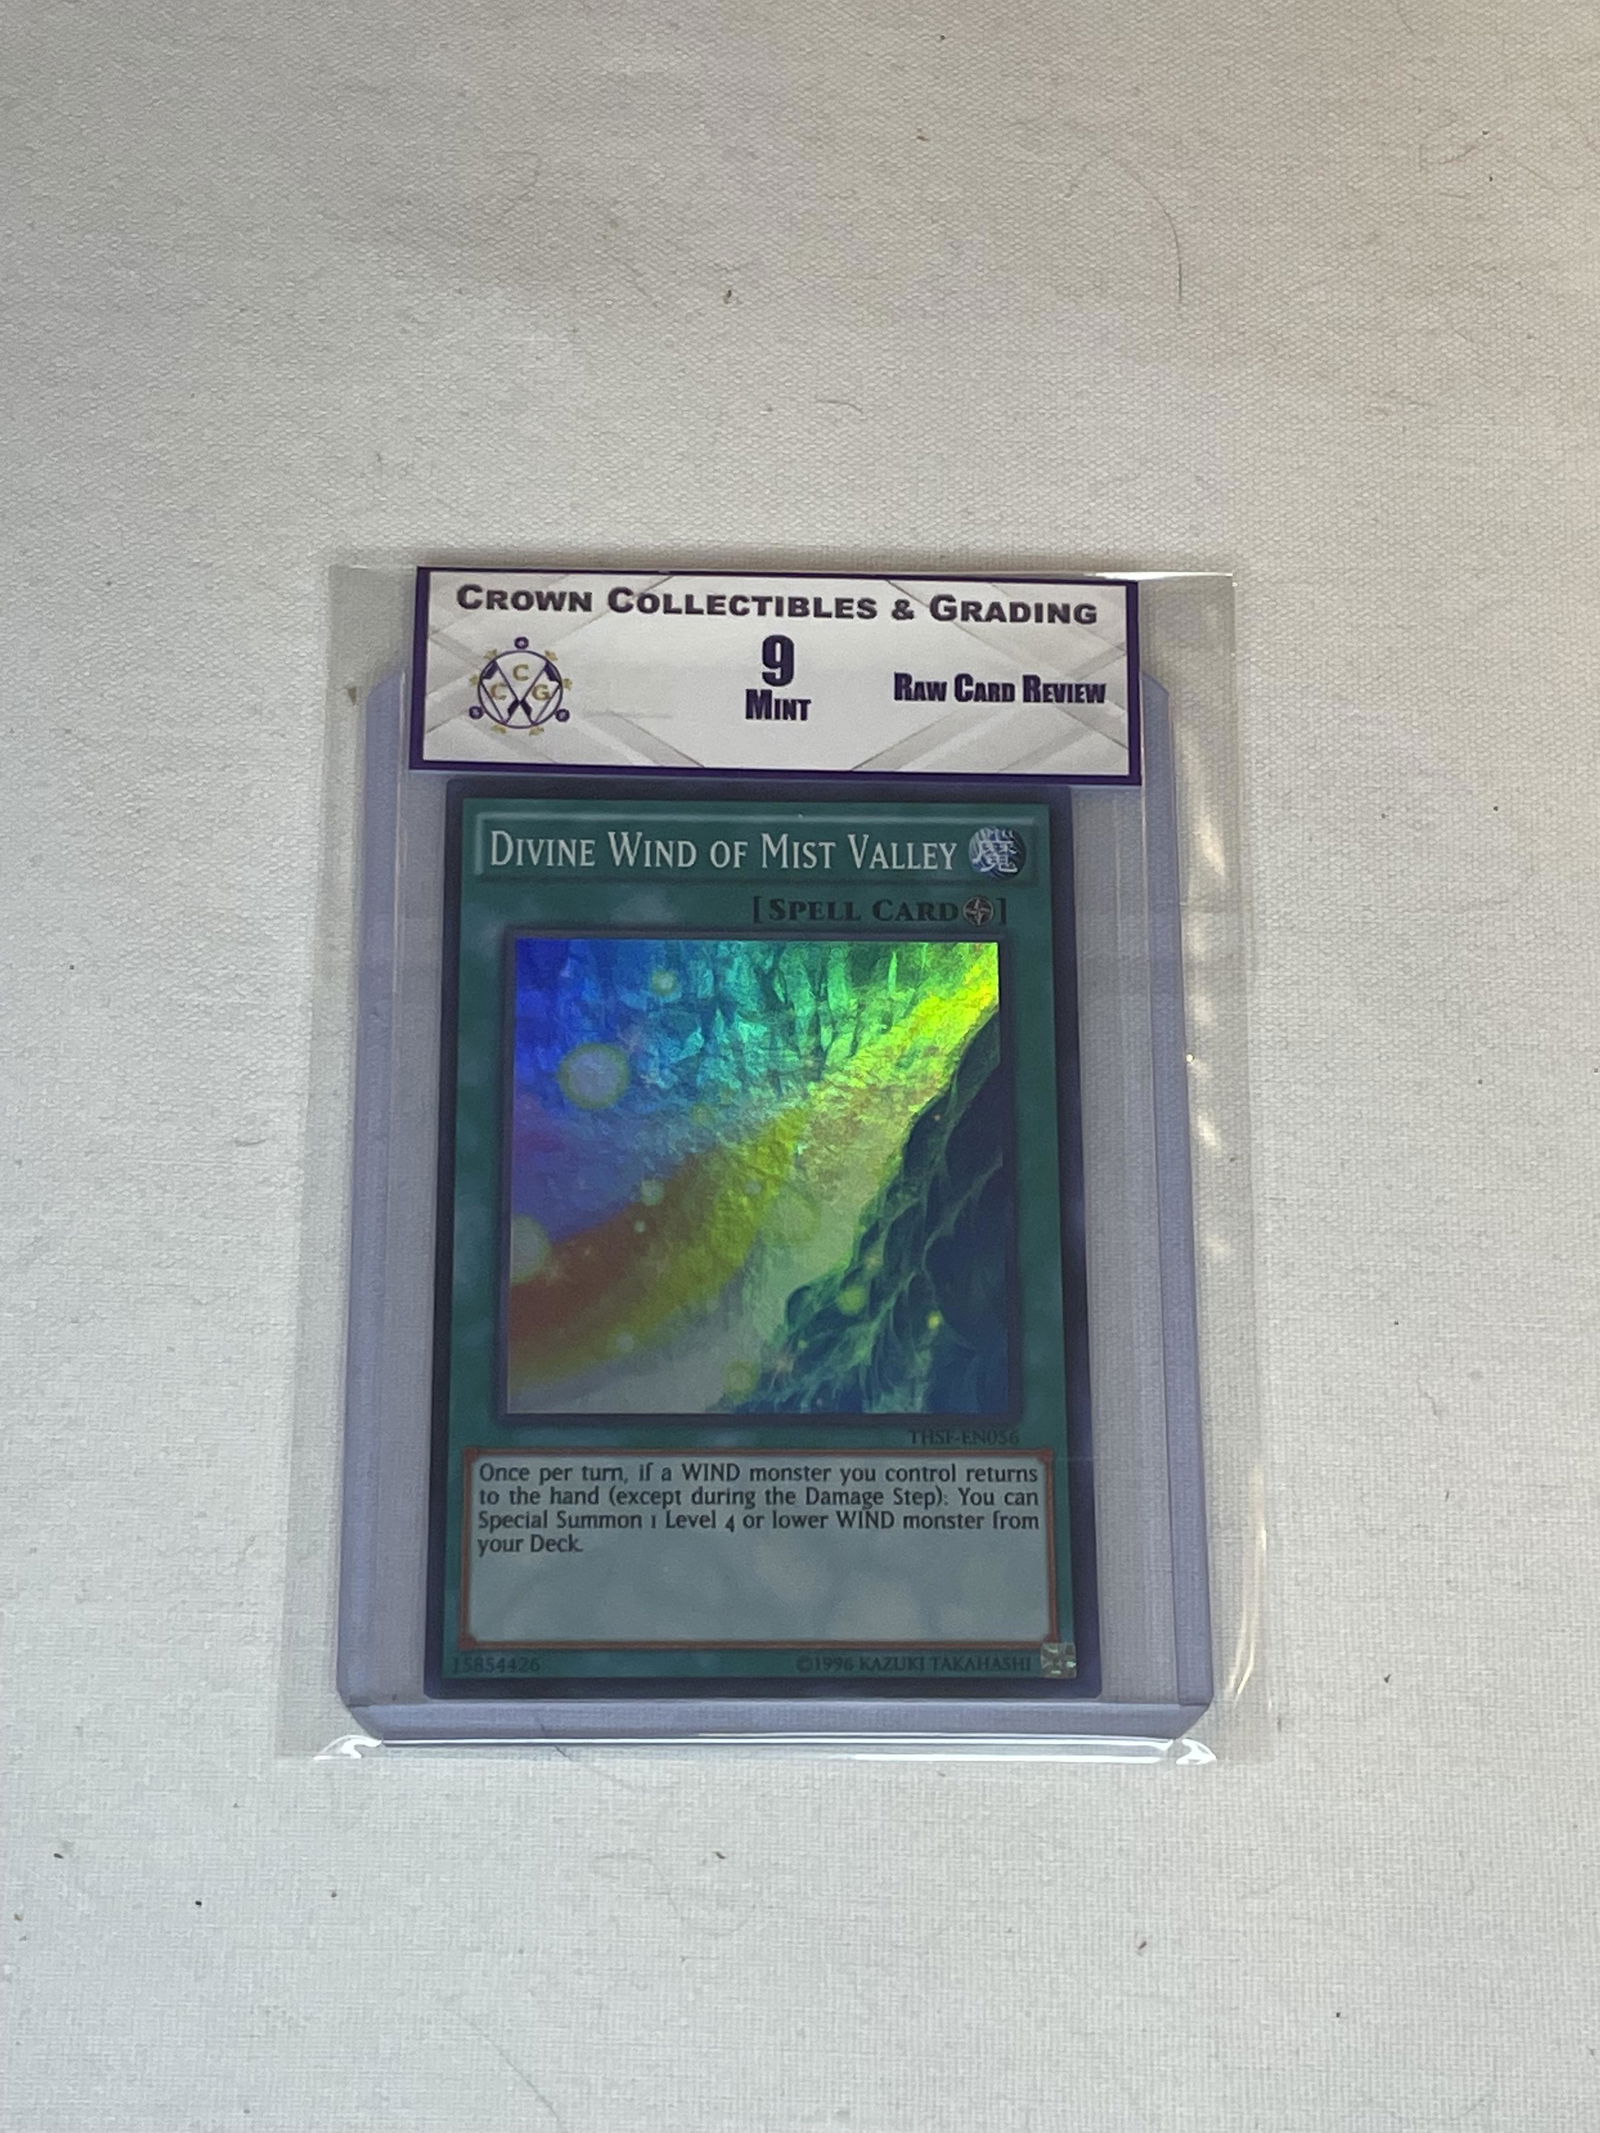 CROWN COLLECTIBLES & GRADING
C
C G
9
MINT
RAW CARD REVIEW
DIVINE WIND OF MIST VALLEY 魔
[SPELL CARD]
THSF-EN056
Once per turn, if a WIND monster you control returns
to the hand (except during the Damage Step): You can
Special Summon 1 Level 4 or lower WIND monster from
your Deck.
15854426
©1996 KAZUKI TAKAHASHI